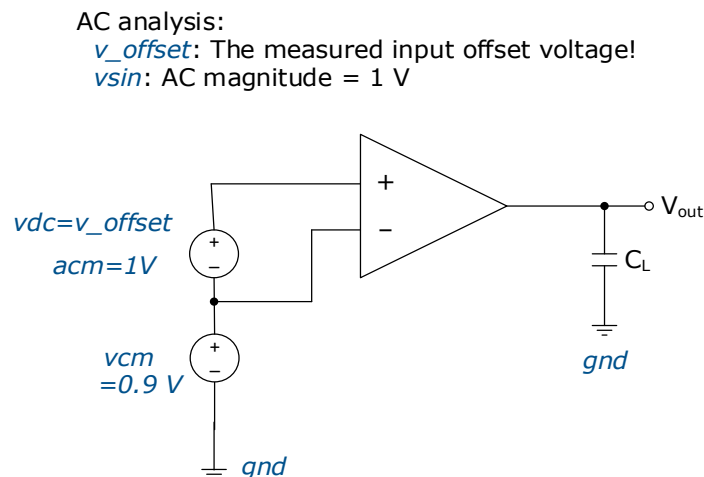 AC analysis:
v_offset: The measured input offset voltage!
vsin: AC magnitude = 1 V
+
−
Vout
vdc=v_offset
acm=1V
+
−
CL
vcm
=0.9 V
+
−
gnd
gnd